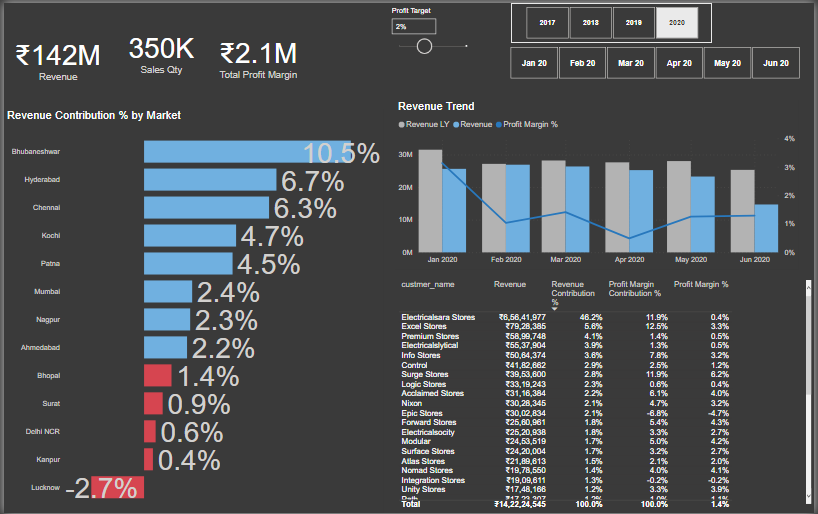 Profit Target
2%
2017 2018 2019 2020
Jan 20 Feb 20 Mar 20 Apr 20 May 20 Jun 20
₹142M
Revenue
350K
Sales Qty
₹2.1M
Total Profit Margin
Revenue Contribution % by Market
Bhubaneshwar 10.5%
Hyderabad 6.7%
Chennai 6.3%
Kochi 4.7%
Patna 4.5%
Mumbai 2.4%
Nagpur 2.3%
Ahmedabad 2.2%
Bhopal 1.4%
Surat 0.9%
Delhi NCR 0.6%
Kanpur 0.4%
Lucknow -2.7%
Revenue Trend
Revenue LY Revenue Profit Margin %
30M
20M
10M
0M
4%
3%
2%
1%
0%
Jan 2020 Feb 2020 Mar 2020 Apr 2020 May 2020 Jun 2020
custmer_name Revenue Revenue Contribution % Profit Margin Contribution % Profit Margin %
Electricalsara Stores ₹6,56,41,977 46.2% 11.9% 0.4%
Excel Stores ₹79,28,385 5.6% 12.5% 3.3%
Premium Stores ₹58,99,748 4.1% 1.4% 0.5%
Electricalslytical ₹55,37,904 3.9% 1.3% 0.5%
Info Stores ₹50,64,374 3.6% 7.8% 3.2%
Control ₹41,82,662 2.9% 2.5% 1.2%
Surge Stores ₹39,53,600 2.8% 11.9% 6.2%
Logic Stores ₹33,19,243 2.3% 0.6% 0.4%
Acclaimed Stores ₹31,16,384 2.2% 6.1% 4.0%
Nixon ₹30,28,345 2.1% 4.7% 3.2%
Epic Stores ₹30,02,834 2.1% -6.8% -4.7%
Forward Stores ₹25,60,961 1.8% 5.4% 4.3%
Electricalsocity ₹25,20,938 1.8% 3.3% 2.7%
Modular ₹24,53,519 1.7% 5.0% 4.2%
Surface Stores ₹24,20,004 1.7% 3.2% 2.7%
Atlas Stores ₹21,89,613 1.5% 2.1% 2.0%
Nomad Stores ₹19,78,550 1.4% 4.0% 4.1%
Integration Stores ₹19,09,611 1.3% -0.2% -0.2%
Unity Stores ₹17,48,166 1.2% 3.3% 3.9%
Total ₹14,22,24,545 100.0% 100.0% 1.4%